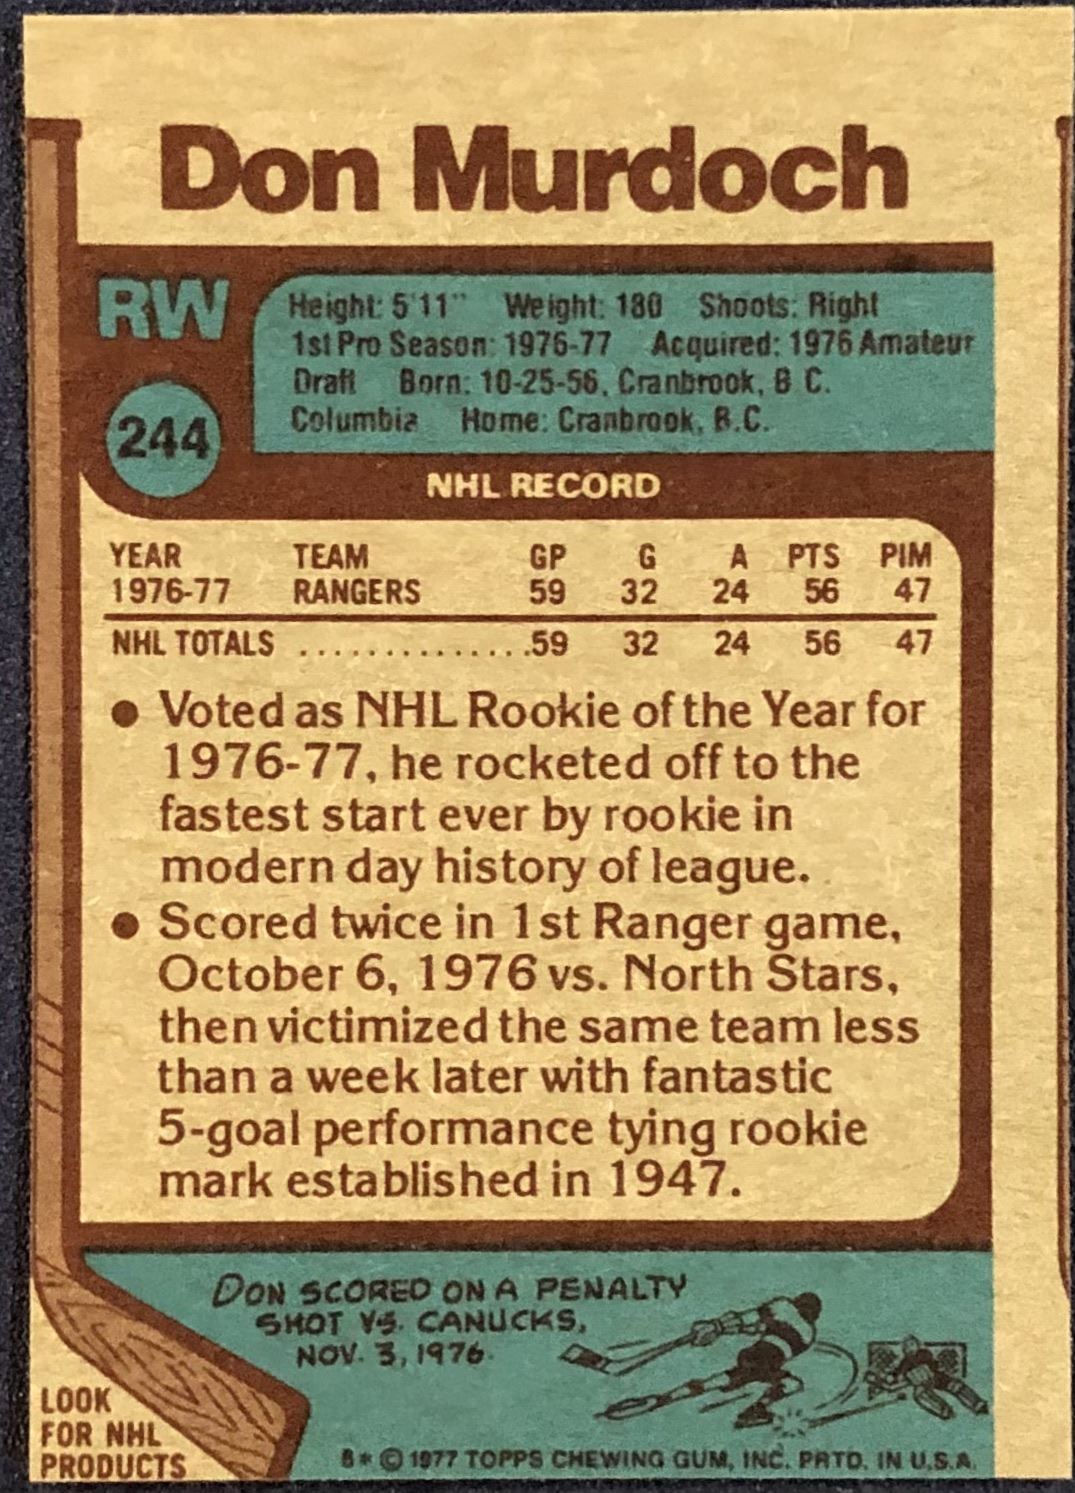 Don Murdoch
RW
244
Height: 5'11" Weight: 180 Shoots: Right
1st Pro Season: 1976-77 Acquired: 1976 Amateur
Draft Born: 10-25-56, Cranbrook, B.C.
Columbia Home: Cranbrook, B.C.
NHL RECORD
YEAR TEAM GP G A PTS PIM
1976-77 RANGERS 59 32 24 56 47
NHL TOTALS ..............59 32 24 56 47
● Voted as NHL Rookie of the Year for
1976-77, he rocketed off to the
fastest start ever by rookie in
modern day history of league.
● Scored twice in 1st Ranger game,
October 6, 1976 vs. North Stars,
then victimized the same team less
than a week later with fantastic
5-goal performance tying rookie
mark established in 1947.
DON SCORED ON A PENALTY
SHOT VS. CANUCKS,
NOV. 3, 1976.
LOOK
FOR NHL
PRODUCTS
B* © 1977 TOPPS CHEWING GUM, INC. PRTD. IN U.S.A.